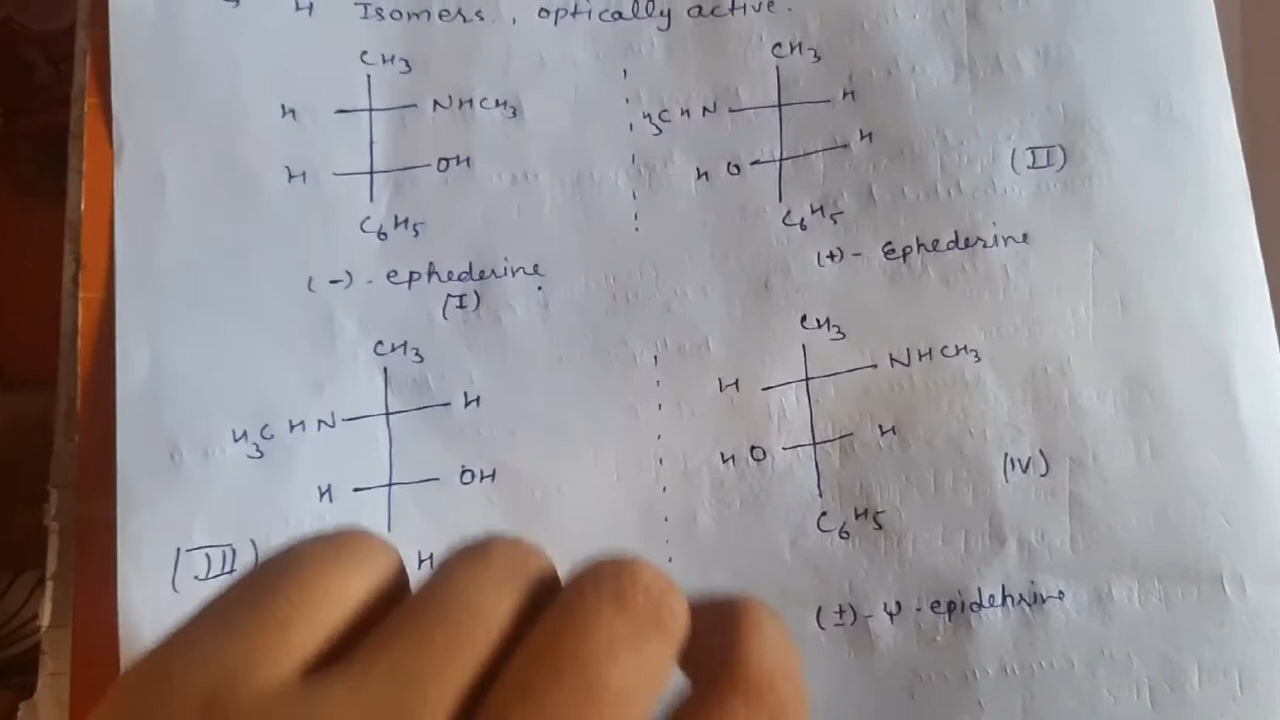 4 Isomers, optically active.
CH3 CH3
H NHCH3 H3CHN H
H OH HO H (II)
C6H5 C6H5
(-)- ephederine (+)- Ephederine
(I)
CH3 CH3
H3CHN H H NHCH3
H OH HO H (IV)
(III) H C6H5
(±)-ψ-epidehrine